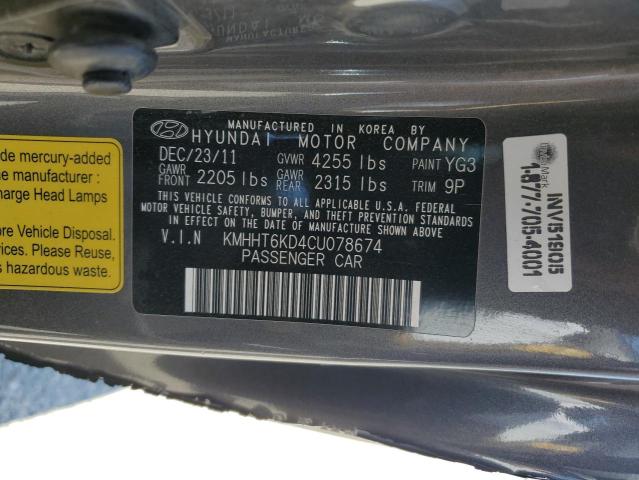 MANUFACTURED IN KOREA BY
HYUNDAI MOTOR COMPANY
DEC/23/11 GVWR 4255 lbs PAINT YG3
GAWR FRONT 2205 lbs GAWR REAR 2315 lbs TRIM 9P
THIS VEHICLE CONFORMS TO ALL APPLICABLE U.S.A. FEDERAL
MOTOR VEHICLE SAFETY, BUMPER, AND THEFT PREVENTION STANDARDS
IN EFFECT ON THE DATE OF MANUFACTURE SHOWN ABOVE.
V.I.N KMHHT6KD4CU078674
PASSENGER CAR
de mercury-added
e manufacturer :
charge Head Lamps
re Vehicle Disposal.
. Please Reuse,
s hazardous waste.
Mark
1-877-705-4001
INV151905